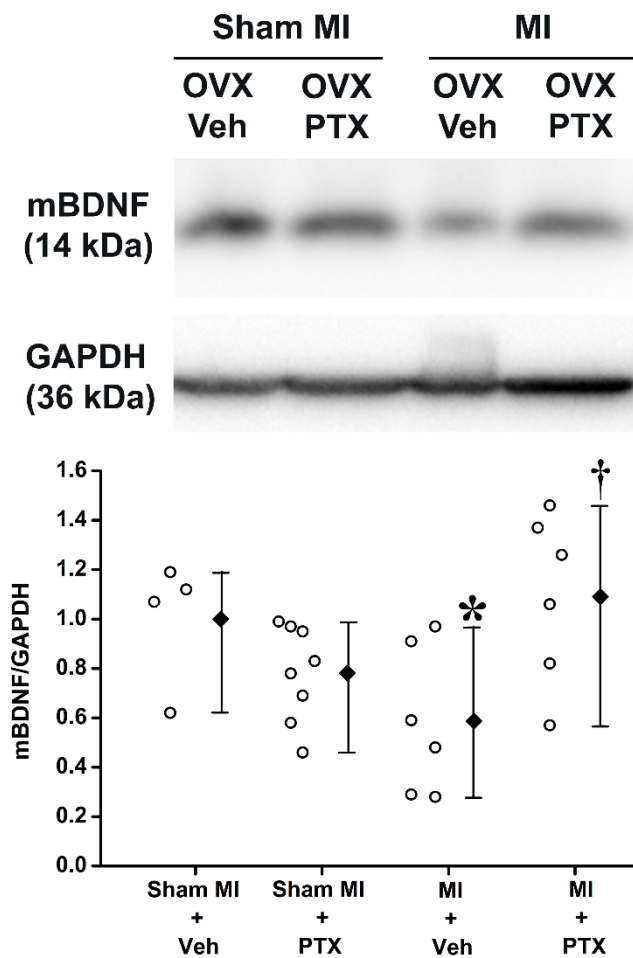 Sham MI MI
OVX OVX OVX OVX
Veh PTX Veh PTX
mBDNF
(14 kDa)
GAPDH
(36 kDa)
mBDNF/GAPDH
1.6
1.4
1.2
1.0
0.8
0.6
0.4
0.2
0.0
*
†
Sham MI Sham MI MI MI
+ + + +
Veh PTX Veh PTX